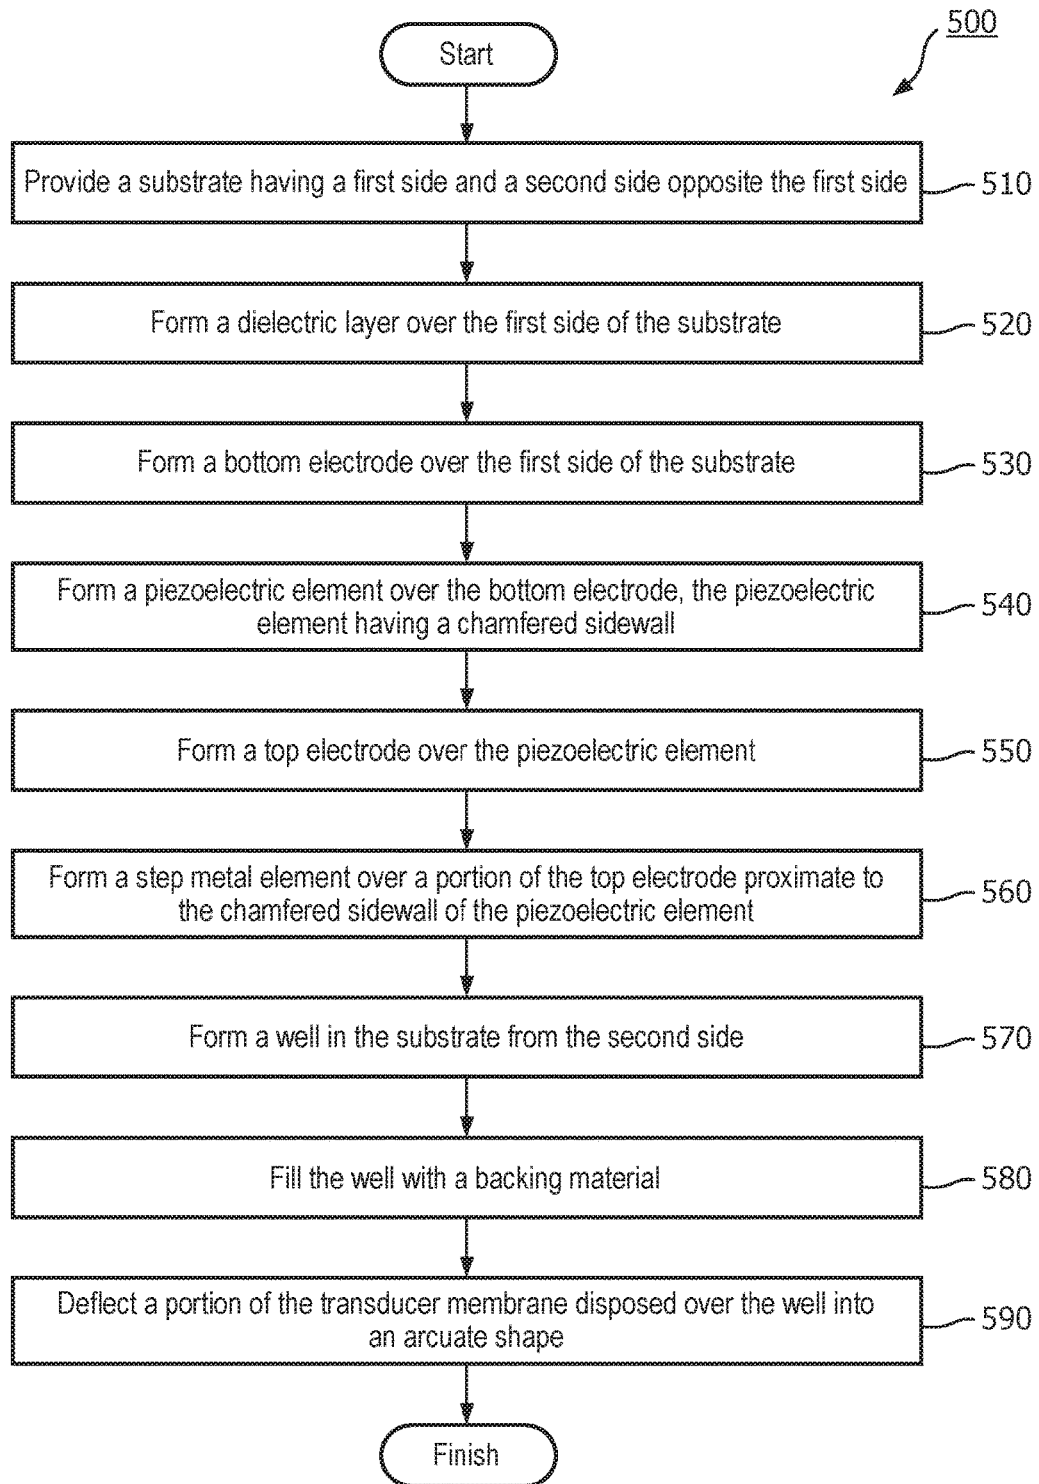 500
Start
Provide a substrate having a first side and a second side opposite the first side
510
Form a dielectric layer over the first side of the substrate
520
Form a bottom electrode over the first side of the substrate
530
Form a piezoelectric element over the bottom electrode, the piezoelectric
element having a chamfered sidewall
540
Form a top electrode over the piezoelectric element
550
Form a step metal element over a portion of the top electrode proximate to
the chamfered sidewall of the piezoelectric element
560
Form a well in the substrate from the second side
570
Fill the well with a backing material
580
Deflect a portion of the transducer membrane disposed over the well into
an arcuate shape
590
Finish